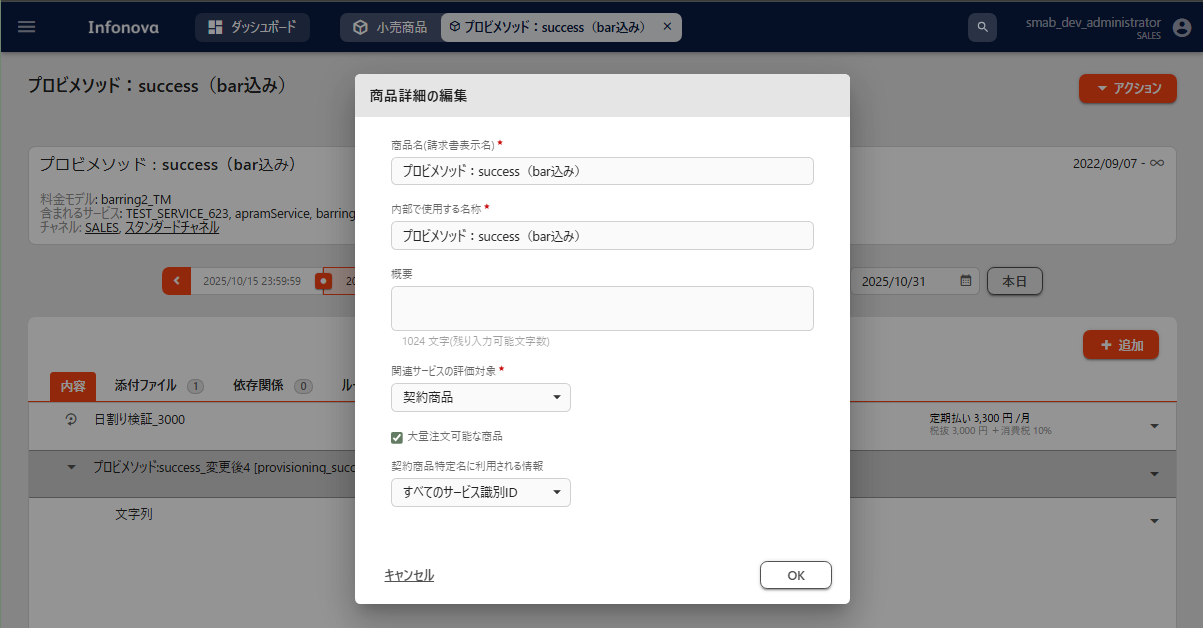 Infonova
ダッシュボード
小売商品
プロビメソッド：success（bar込み） ×
smab_dev_administrator
SALES
プロビメソッド：success（bar込み）
アクション
プロビメソッド：success（bar込み）
2022/09/07 - ∞
料金モデル: barring2_TM
含まれるサービス: TEST_SERVICE_623, apramService, barring
チャネル: SALES, スタンダードチャネル
2025/10/15 23:59:59
20
2025/10/31
本日
+ 追加
内容
添付ファイル 1
依存関係 0
ルー
日割り検証_3000
定期払い 3,300 円 /月
税抜 3,000 円 ＋消費税 10%
プロビメソッド:success_変更後4 [provisioning_succ
文字列
商品詳細の編集
商品名(請求書表示名) *
プロビメソッド：success（bar込み）
内部で使用する名称 *
プロビメソッド：success（bar込み）
概要
1024 文字(残り入力可能文字数)
関連サービスの評価対象 *
契約商品
大量注文可能な商品
契約商品特定名に利用される情報
すべてのサービス識別ID
キャンセル
OK